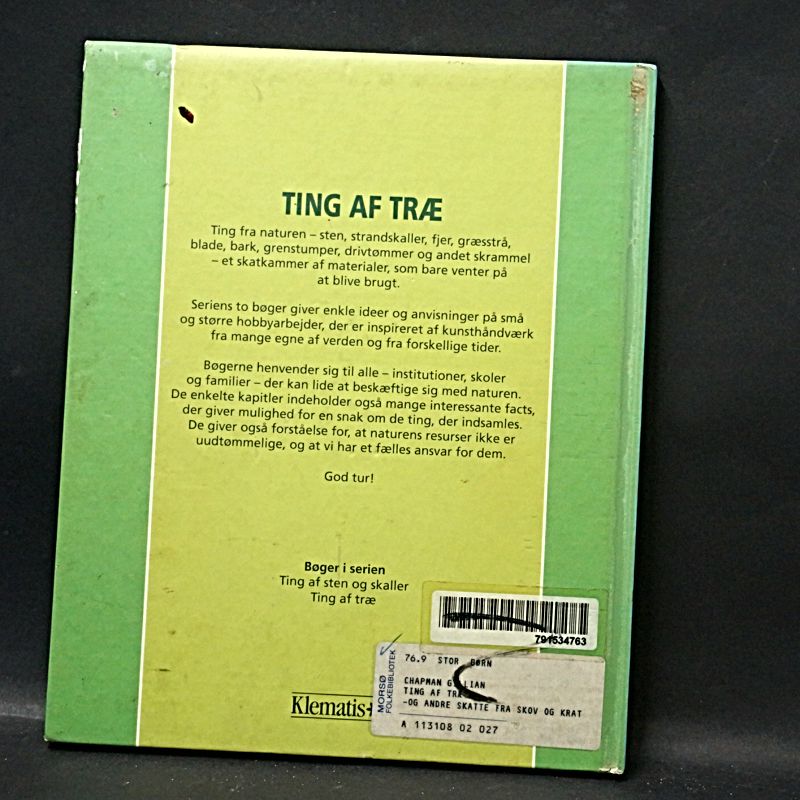 TING AF TRÆ
Ting fra naturen – sten, strandskaller, fjer, græsstrå,
blade, bark, grenstumper, drivtømmer og andet skrammel
– et skatkammer af materialer, som bare venter på
at blive brugt.
Seriens to bøger giver enkle ideer og anvisninger på små
og større hobbyarbejder, der er inspireret af kunsthåndværk
fra mange egne af verden og fra forskellige tider.
Bøgerne henvender sig til alle – institutioner, skoler
og familier – der kan lide at beskæftige sig med naturen.
De enkelte kapitler indeholder også mange interessante facts,
der giver mulighed for en snak om de ting, der indsamles.
De giver også forståelse for, at naturens resurser ikke er
uudtømmelige, og at vi har et fælles ansvar for dem.
God tur!
Bøger i serien
Ting af sten og skaller
Ting af træ
791534763
MORSØ
FOLKEBIBLIOTEK
76.9 STOR BØRN
CHAPMAN
TING AF
-OG ANDRE SKATTE FRA SKOV OG KRAT
A 113108 02 027
Klematis